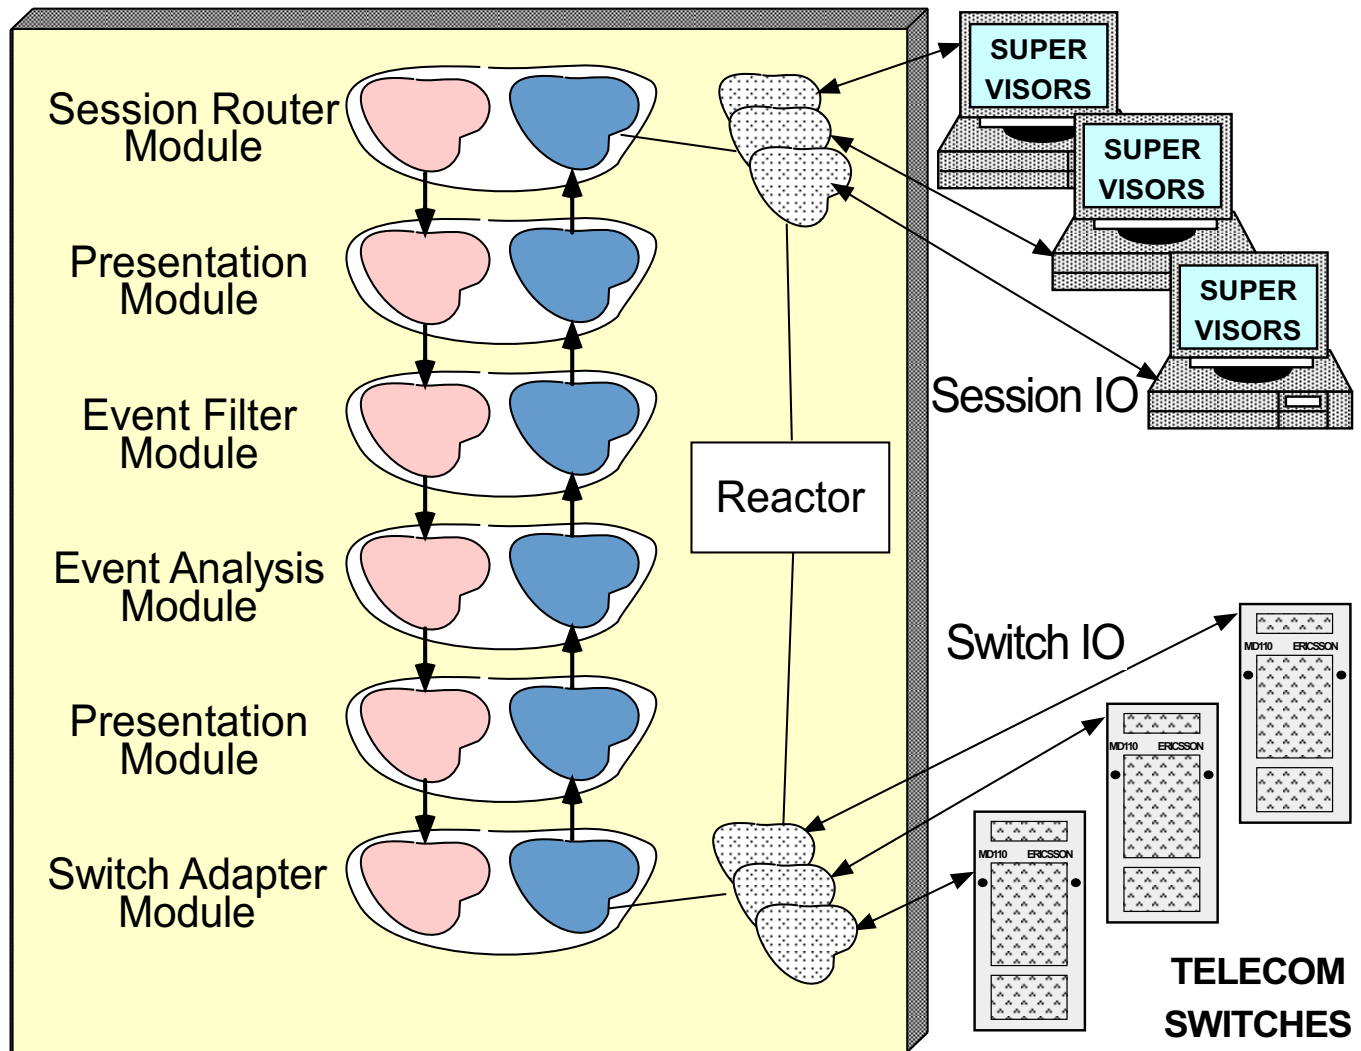 Session Router
Module
Presentation
Module
Event Filter
Module
Event Analysis
Module
Presentation
Module
Switch Adapter
Module
Reactor
SUPER
VISORS
SUPER
VISORS
SUPER
VISORS
Session IO
Switch IO
MD110 ERICSSON
MD110 ERICSSON
MD110 ERICSSON
TELECOM
SWITCHES